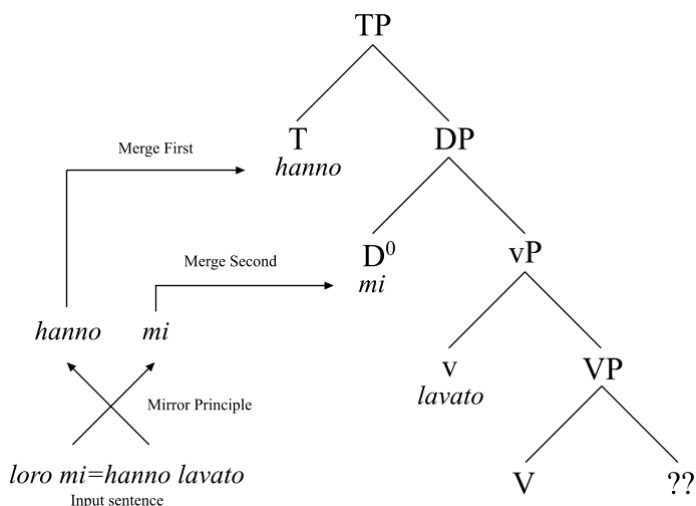 TP
T
DP
hanno
Merge First
D⁰
vP
mi
Merge Second
hanno
mi
v
VP
lavato
Mirror Principle
loro mi=hanno lavato
V
??
Input sentence